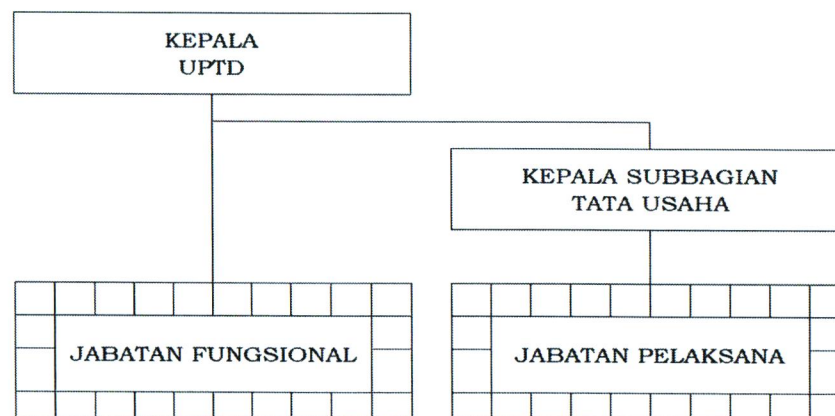 KEPALA
UPTD
KEPALA SUBBAGIAN
TATA USAHA
JABATAN FUNGSIONAL
JABATAN PELAKSANA